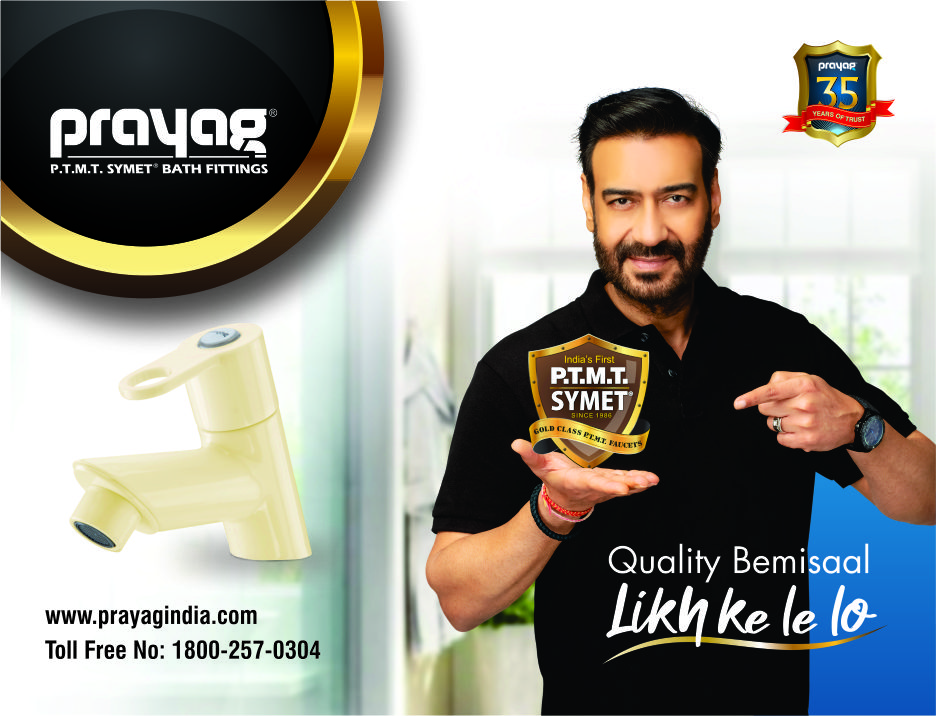 prayag®
P.T.M.T. SYMET® BATH FITTINGS
prayag
35
YEARS OF TRUST
India's First
P.T.M.T.
SYMET®
SINCE 1986
GOLD CLASS P.T.M.T. FAUCETS
Quality Bemisaal
Likh ke le lo
www.prayagindia.com
Toll Free No: 1800-257-0304